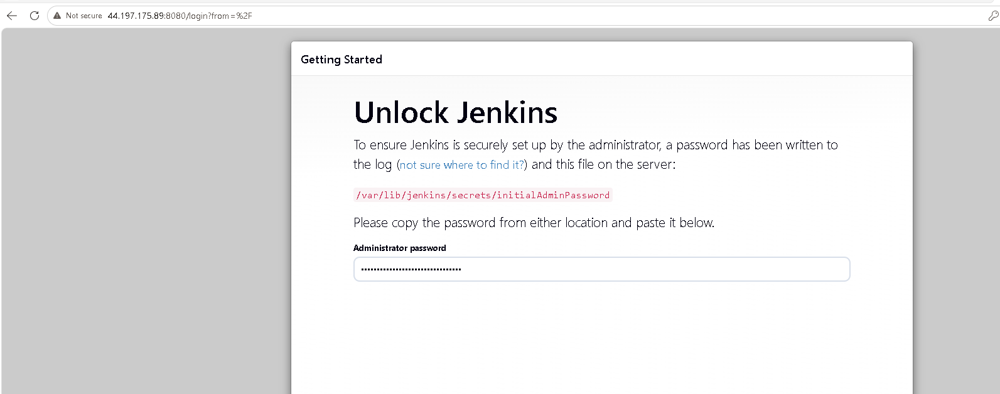 Not secure 44.197.175.89:8080/login?from=%2F
Getting Started
Unlock Jenkins
To ensure Jenkins is securely set up by the administrator, a password has been written to
the log (not sure where to find it?) and this file on the server:
/var/lib/jenkins/secrets/initialAdminPassword
Please copy the password from either location and paste it below.
Administrator password
••••••••••••••••••••••••••••••••